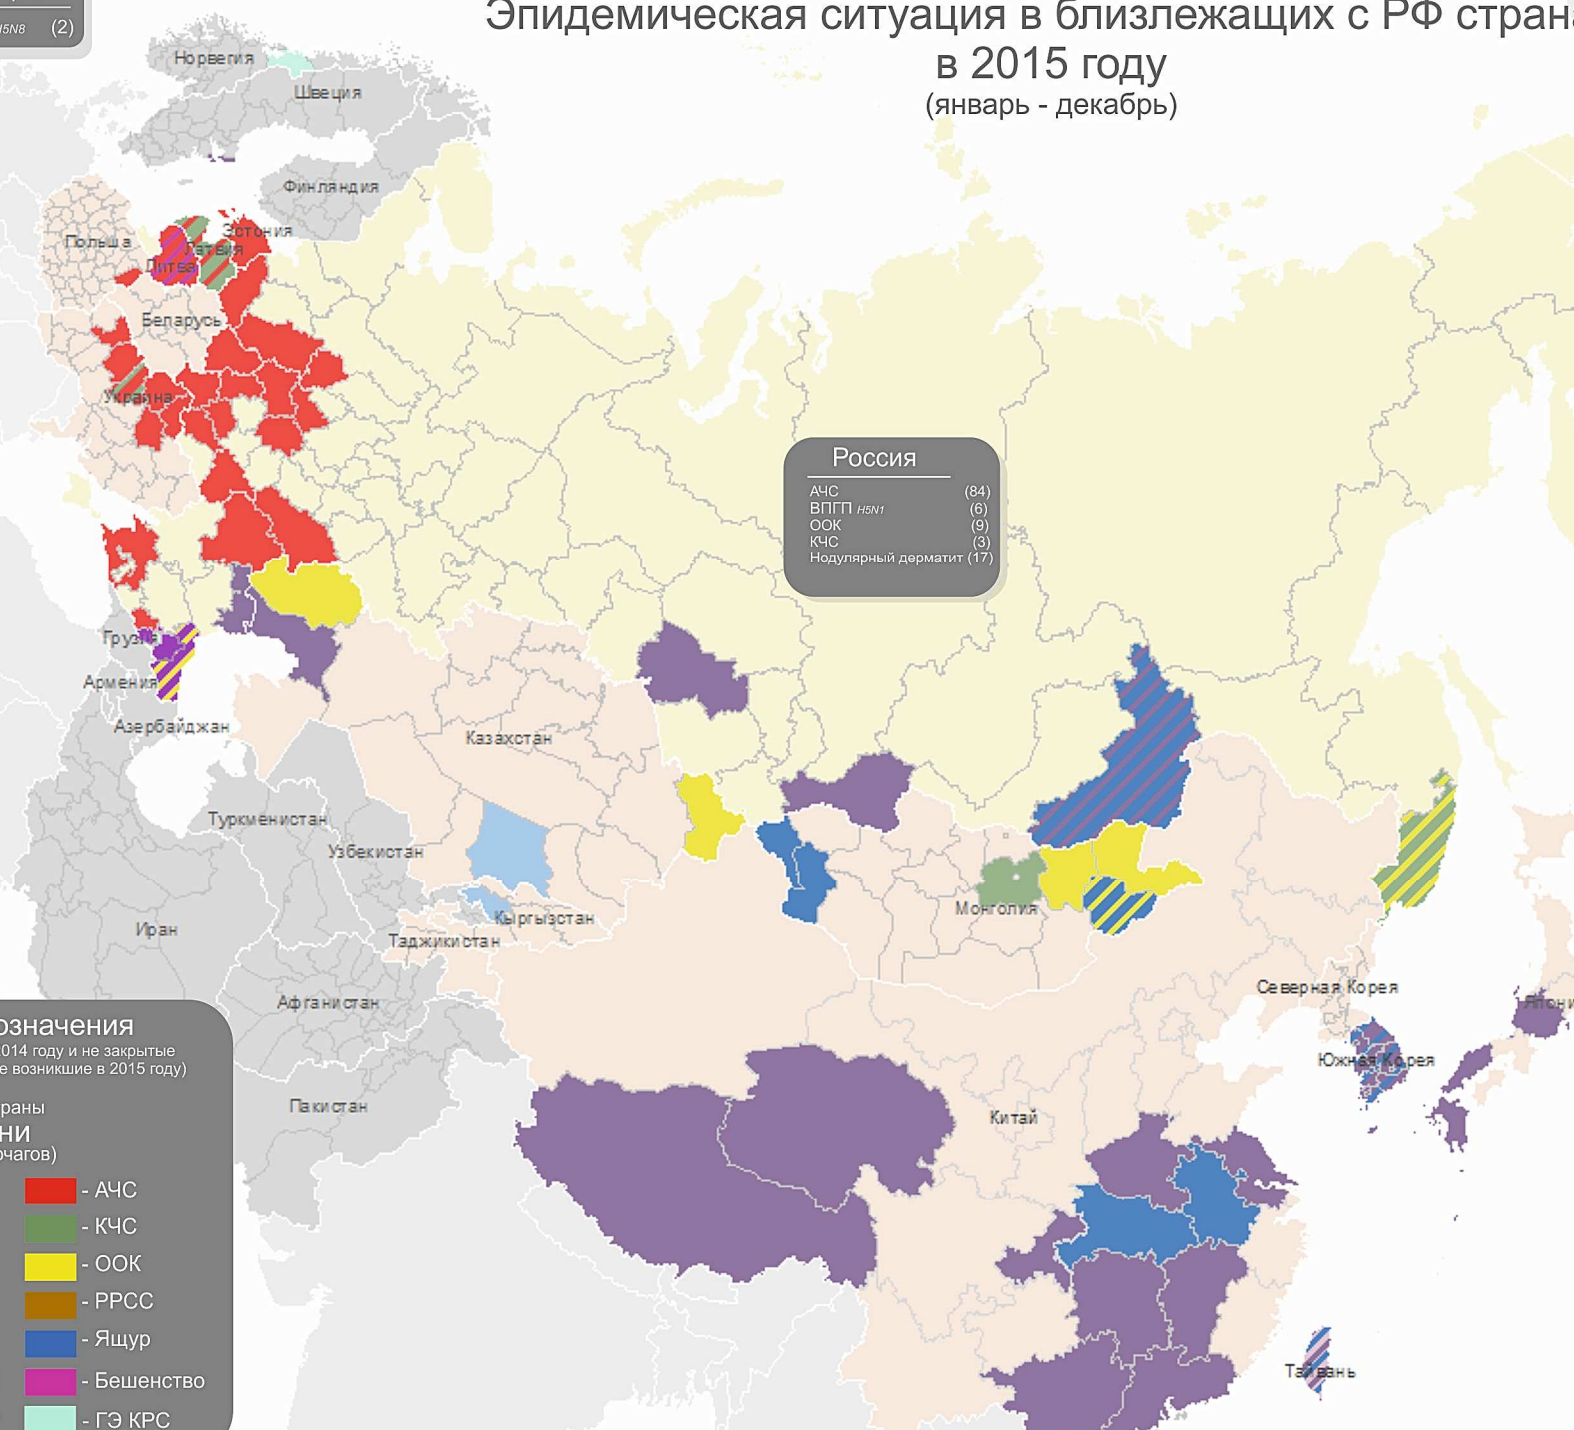 H5N8 (2)
Эпидемическая ситуация в близлежащих с РФ стран
в 2015 году
(январь - декабрь)
Норвегия
Швеция
Финляндия
Эстония
Польша
Латвия
Литва
Беларусь
Украина
Россия
АЧС (84)
ВПГП H5N1 (6)
ООК (9)
КЧС (3)
Нодулярный дерматит (17)
Грузия
Армения
Азербайджан
Казахстан
Туркменистан
Узбекистан
Кыргызстан
Таджикистан
Монголия
Иран
Афганистан
Северная Корея
Япони
Южная Корея
Пакистан
Китай
Тайвань
означения
2014 году и не закрытые
е возникшие в 2015 году)
раны
ни
очагов)
- АЧС
- КЧС
- ООК
- РРСС
- Ящур
- Бешенство
- ГЭ КРС